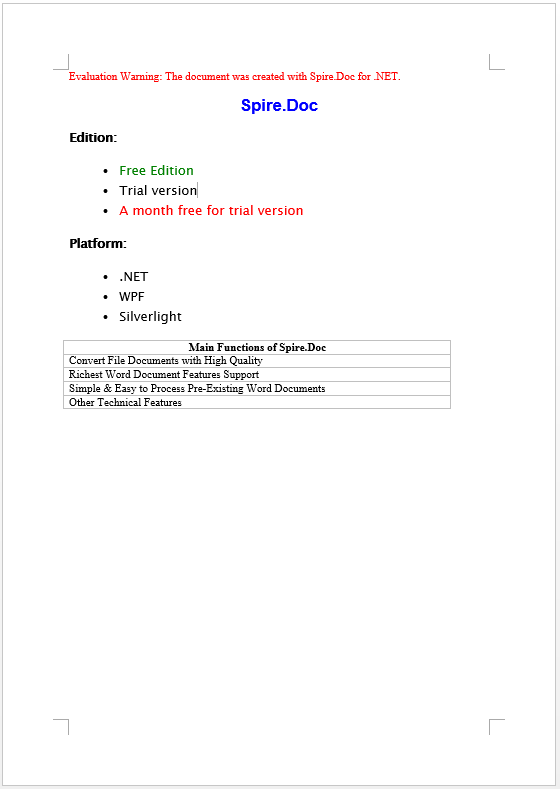 Evaluation Warning: The document was created with Spire.Doc for .NET.
Spire.Doc
Edition:
• Free Edition
• Trial version
• A month free for trial version
Platform:
• .NET
• WPF
• Silverlight
Main Functions of Spire.Doc
Convert File Documents with High Quality
Richest Word Document Features Support
Simple & Easy to Process Pre-Existing Word Documents
Other Technical Features